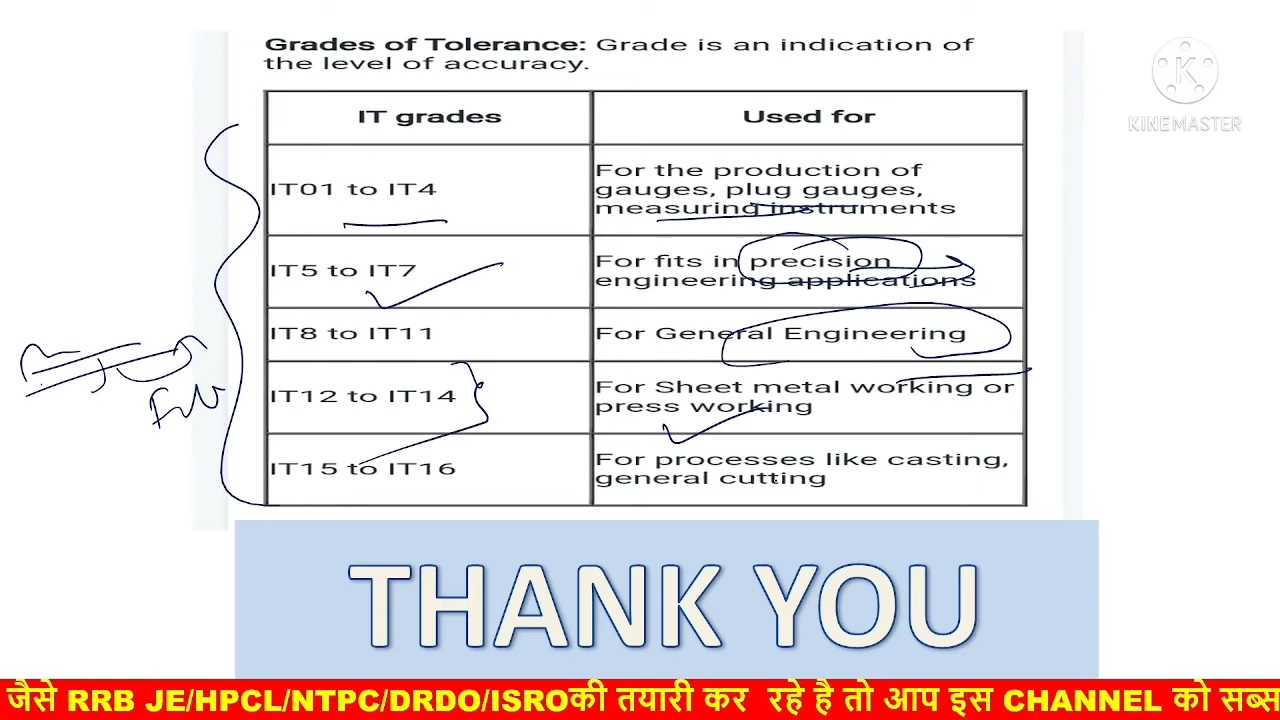 Grades of Tolerance: Grade is an indication of
the level of accuracy.
IT grades
Used for
IT01 to IT4
For the production of
gauges, plug gauges,
measuring instruments
IT5 to IT7
For fits in precision
engineering applications
IT8 to IT11
For General Engineering
IT12 to IT14
For Sheet metal working or
press working
IT15 to IT16
For processes like casting,
general cutting
K
KINEMASTER
THANK YOU
जैसे RRB JE/HPCL/NTPC/DRDO/ISROकी तयारी कर रहे है तो आप इस CHANNEL को सब्स